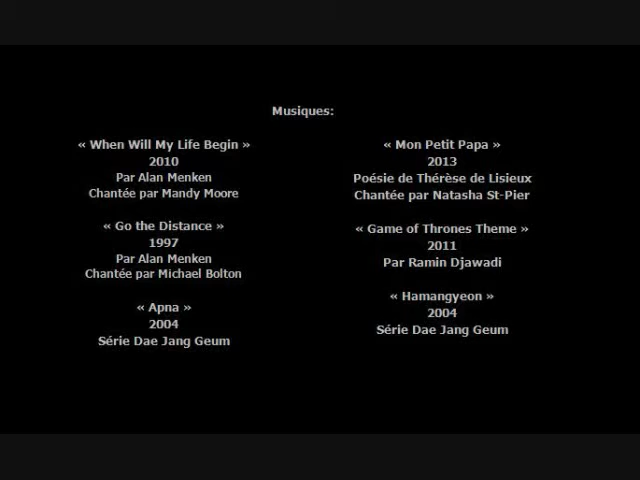 Musiques:
« When Will My Life Begin »
2010
Par Alan Menken
Chantée par Mandy Moore
« Go the Distance »
1997
Par Alan Menken
Chantée par Michael Bolton
« Apna »
2004
Série Dae Jang Geum
« Mon Petit Papa »
2013
Poésie de Thérèse de Lisieux
Chantée par Natasha St-Pier
« Game of Thrones Theme »
2011
Par Ramin Djawadi
« Hamangyeon »
2004
Série Dae Jang Geum